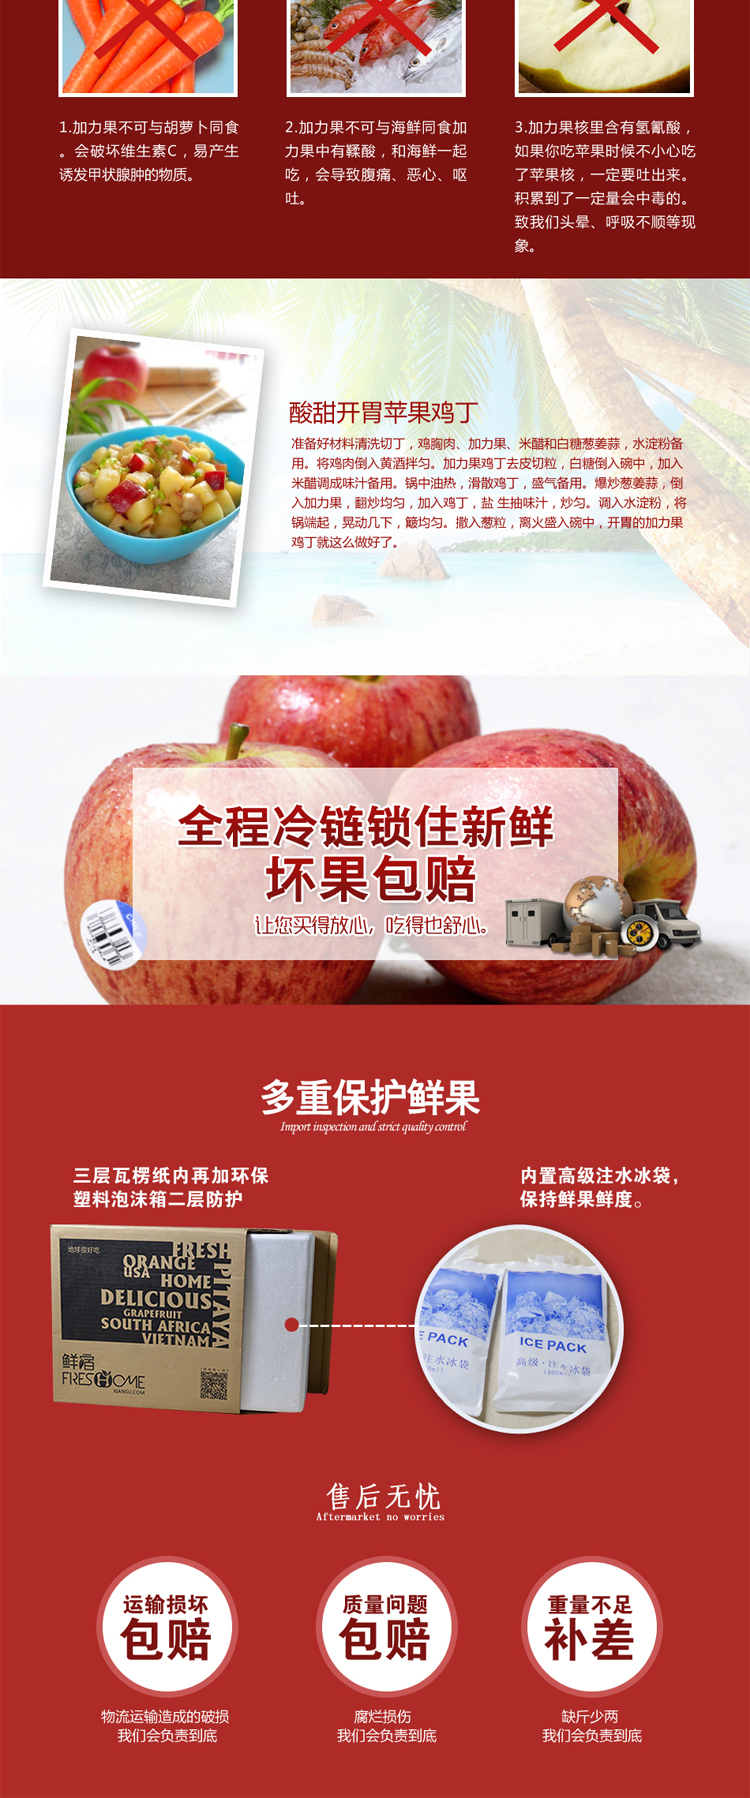 1.加力果不可与胡萝卜同食
。会破坏维生素C，易产生
诱发甲状腺肿的物质。
2.加力果不可与海鲜同食加
力果中有鞣酸，和海鲜一起
吃，会导致腹痛、恶心、呕
吐。
3.加力果核里含有氢氰酸，
如果你吃苹果时候不小心吃
了苹果核，一定要吐出来。
积累到了一定量会中毒的。
致我们头晕、呼吸不顺等现
象。
酸甜开胃苹果鸡丁
准备好材料清洗切丁，鸡胸肉、加力果、米醋和白糖葱姜蒜，水淀粉备
用。将鸡肉倒入黄酒拌匀。加力果鸡丁去皮切粒，白糖倒入碗中，加入
米醋调成味汁备用。锅中油热，滑散鸡丁，盛气备用。爆炒葱姜蒜，倒
入加力果，翻炒均匀，加入鸡丁，盐 生抽味汁，炒匀。调入水淀粉，将
锅端起，晃动几下，簸均匀。撒入葱粒，离火盛入碗中，开胃的加力果
鸡丁就这么做好了。
全程冷链锁住新鲜
坏果包赔
让您买得放心，吃得也舒心。
多重保护鲜果
Import inspection and strict quality control
三层瓦楞纸内再加环保
塑料泡沫箱二层防护
内置高级注水冰袋，
保持鲜果鲜度。
地球很好吃
FRESH
ORANGE
USA
HOME
DELICIOUS
GRAPEFRUIT
SOUTH AFRICA
VIETNAM
PITAYA
鲜宿
FRESHOME
XIANSU.COM
E PACK
注水冰袋
ICE PACK
高级·注水冰袋
(400ml)
售后无忧
Aftermarket no worries
运输损坏
包赔
物流运输造成的破损
我们会负责到底
质量问题
包赔
腐烂损伤
我们会负责到底
重量不足
补差
缺斤少两
我们会负责到底